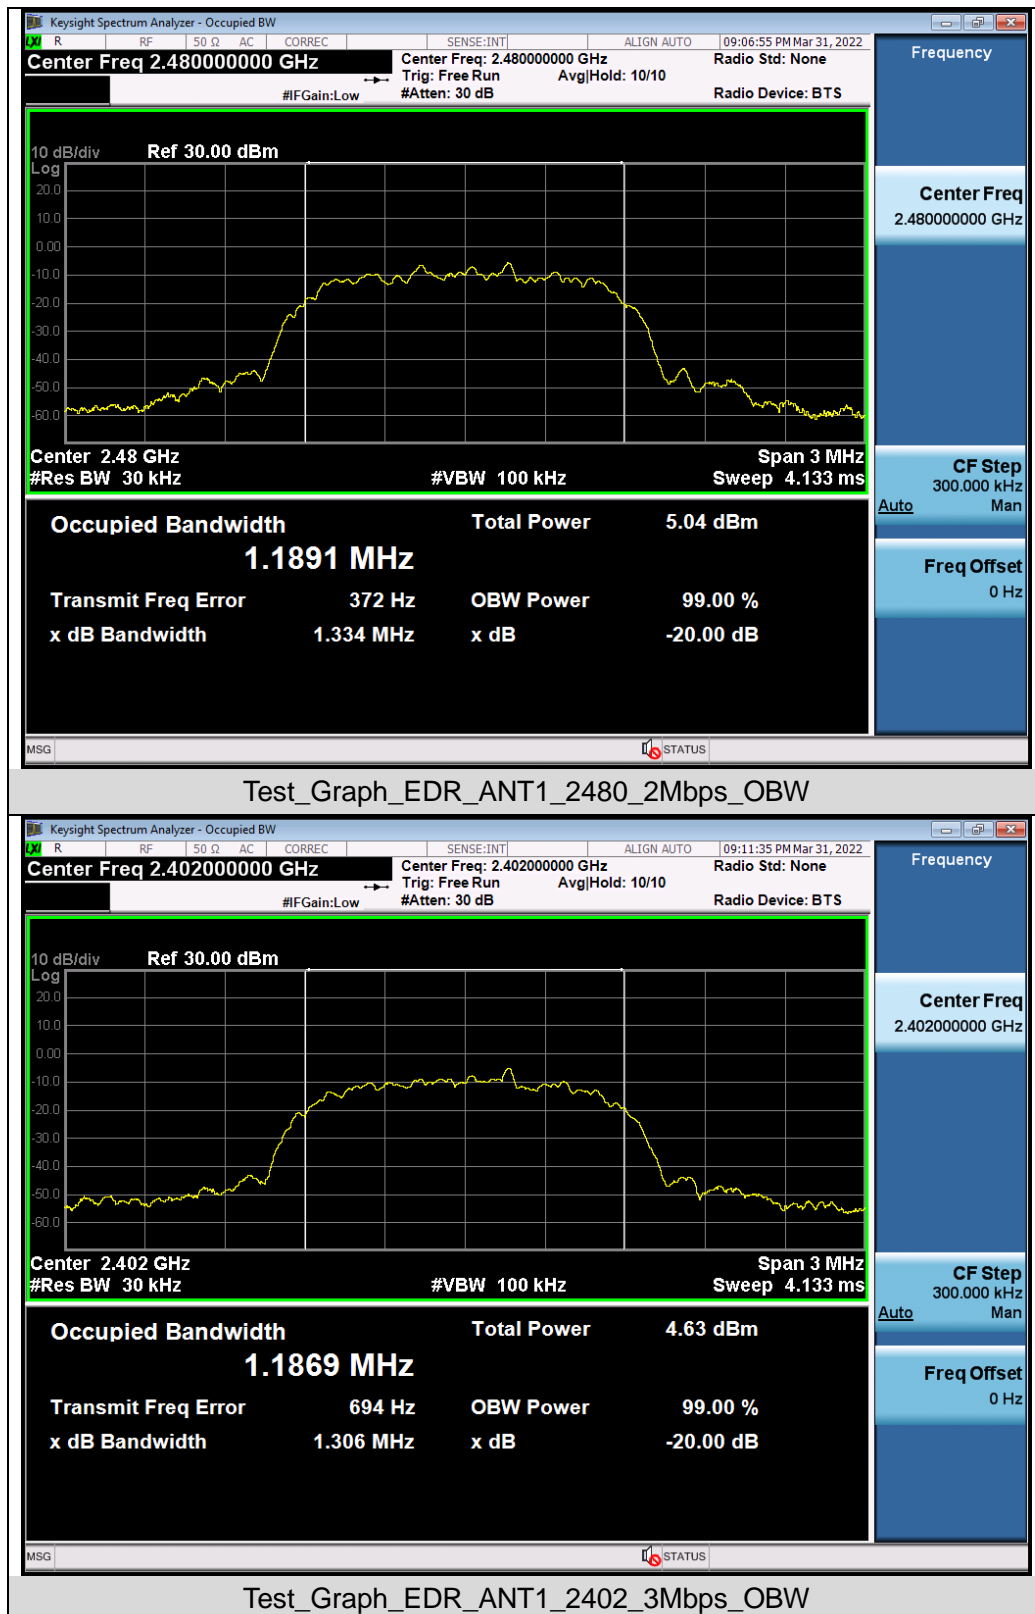 Keysight Spectrum Analyzer - Occupied BW
LXI R RF 50 Ω AC CORREC SENSE:INT ALIGN AUTO 09:06:55 PM Mar 31, 2022
Center Freq 2.480000000 GHz
Center Freq: 2.480000000 GHz Radio Std: None
Trig: Free Run Avg|Hold: 10/10
#IFGain:Low #Atten: 30 dB Radio Device: BTS
Frequency
10 dB/div Ref 30.00 dBm
Log
20.0
10.0
0.00
-10.0
-20.0
-30.0
-40.0
-50.0
-60.0
Center 2.48 GHz Span 3 MHz
#Res BW 30 kHz #VBW 100 kHz Sweep 4.133 ms
Center Freq
2.480000000 GHz
CF Step
300.000 kHz
Auto Man
Freq Offset
0 Hz
Occupied Bandwidth Total Power 5.04 dBm
1.1891 MHz
Transmit Freq Error 372 Hz OBW Power 99.00 %
x dB Bandwidth 1.334 MHz x dB -20.00 dB
MSG STATUS
Test_Graph_EDR_ANT1_2480_2Mbps_OBW
Keysight Spectrum Analyzer - Occupied BW
LXI R RF 50 Ω AC CORREC SENSE:INT ALIGN AUTO 09:11:35 PM Mar 31, 2022
Center Freq 2.402000000 GHz
Center Freq: 2.402000000 GHz Radio Std: None
Trig: Free Run Avg|Hold: 10/10
#IFGain:Low #Atten: 30 dB Radio Device: BTS
Frequency
10 dB/div Ref 30.00 dBm
Log
20.0
10.0
0.00
-10.0
-20.0
-30.0
-40.0
-50.0
-60.0
Center 2.402 GHz Span 3 MHz
#Res BW 30 kHz #VBW 100 kHz Sweep 4.133 ms
Center Freq
2.402000000 GHz
CF Step
300.000 kHz
Auto Man
Freq Offset
0 Hz
Occupied Bandwidth Total Power 4.63 dBm
1.1869 MHz
Transmit Freq Error 694 Hz OBW Power 99.00 %
x dB Bandwidth 1.306 MHz x dB -20.00 dB
MSG STATUS
Test_Graph_EDR_ANT1_2402_3Mbps_OBW